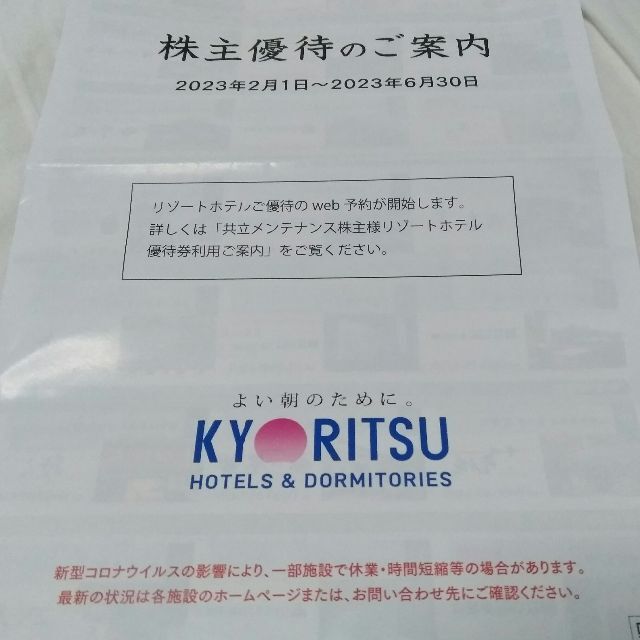 株主優待のご案内
2023年2月1日～2023年6月30日
リゾートホテルご優待の web 予約が開始します。
詳しくは「共立メンテナンス株主様リゾートホテル
優待券利用ご案内」をご覧ください。
よい朝のために。
KYORITSU
HOTELS & DORMITORIES
新型コロナウイルスの影響により、一部施設で休業・時間短縮等の場合があります。
最新の状況は各施設のホームページまたは、お問い合わせ先にご確認ください。